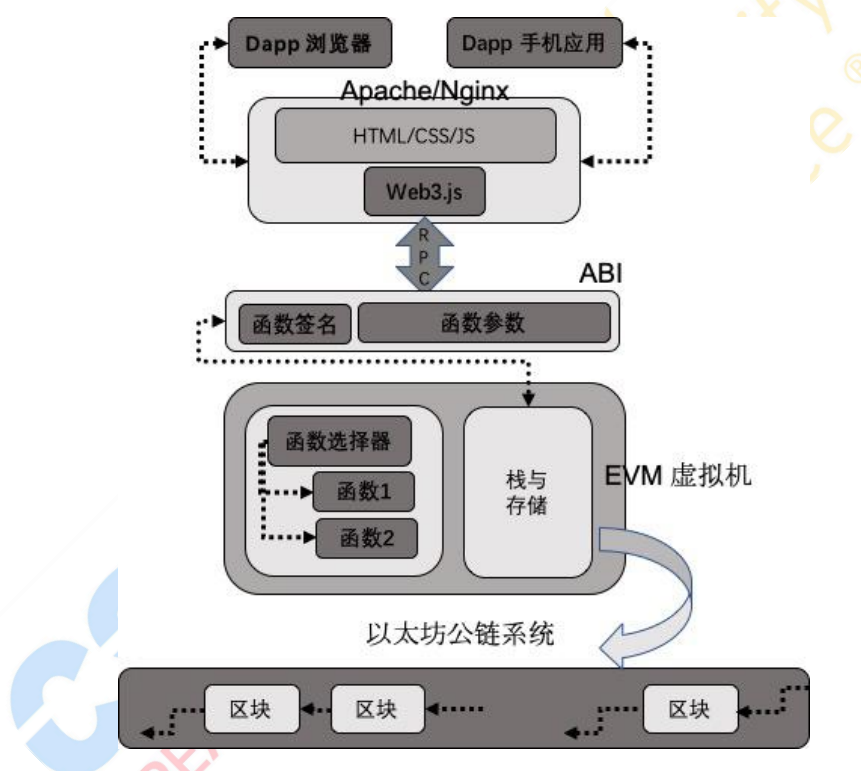 Dapp 浏览器
Dapp 手机应用
Apache/Nginx
HTML/CSS/JS
Web3.js
R
P
C
ABI
函数签名
函数参数
函数选择器
函数1
函数2
栈与
存储
EVM 虚拟机
以太坊公链系统
区块
区块
区块